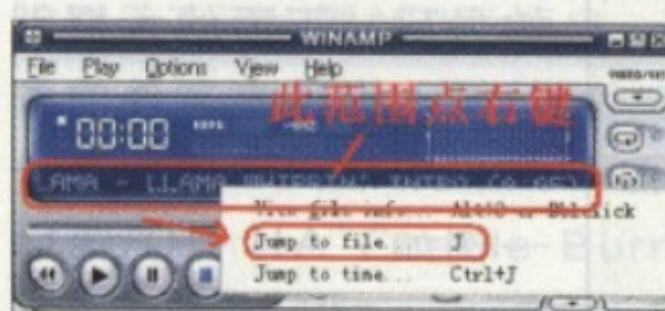 WINAMP
File Play Options View Help
此范围点右键
00:00
LAMA - LLAMA WHIPPIN' INTRO (0:05)
View file info... Alt+3 or Dblclick
Jump to file... J
Jump to time... Ctrl+J